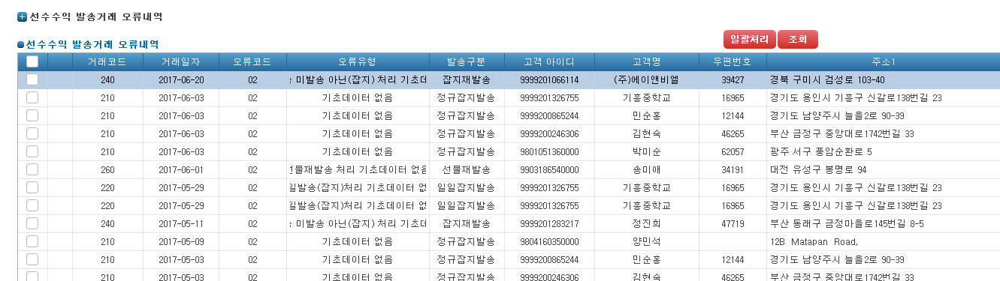 선수수익 발송거래 오류내역
선수수익 발송거래 오류내역 일괄처리 조회
거래코드 거래일자 오류코드 오류유형 발송구분 고객 아이디 고객명 우편번호 주소1
240 2017-06-20 02 미발송 아닌(잡지) 처리 기초데 잡지재발송 9999201066114 (주)에이앤비엘 39427 경북 구미시 검성로 103-40
210 2017-06-03 02 기초데이터 없음 정규잡지발송 9999201326755 기흥중학교 16965 경기도 용인시 기흥구 신갈로138번길 23
210 2017-06-03 02 기초데이터 없음 정규잡지발송 9999200865244 민순홍 12144 경기도 남양주시 늘을2로 90-39
210 2017-06-03 02 기초데이터 없음 정규잡지발송 9999200246306 김현숙 46265 부산 금정구 중앙대로1742번길 33
210 2017-06-03 02 기초데이터 없음 정규잡지발송 9801051360000 박미순 62057 광주 서구 풍암순환로 5
260 2017-06-01 02 선물재발송 처리 기초데이터 없음 선물재발송 9903186540000 송미애 34191 대전 유성구 봉명로 94
220 2017-05-29 02 일발송(잡지)처리 기초데이터 없 일일잡지발송 9999201326755 기흥중학교 16965 경기도 용인시 기흥구 신갈로138번길 23
220 2017-05-29 02 일발송(잡지)처리 기초데이터 없 일일잡지발송 9999201326755 기흥중학교 16965 경기도 용인시 기흥구 신갈로138번길 23
240 2017-05-11 02 미발송 아닌(잡지) 처리 기초데 잡지재발송 9999201283217 정진희 47719 부산 동래구 금정마을로145번길 8-5
210 2017-05-09 02 기초데이터 없음 정규잡지발송 9804160350000 양민석 12B Matapan Road,
210 2017-05-03 02 기초데이터 없음 정규잡지발송 9999200865244 민순홍 12144 경기도 남양주시 늘을2로 90-39
210 2017-05-03 02 기초데이터 없음 정규잡지발송 9999200246306 김현숙 46265 부산 금정구 중앙대로1742번길 33